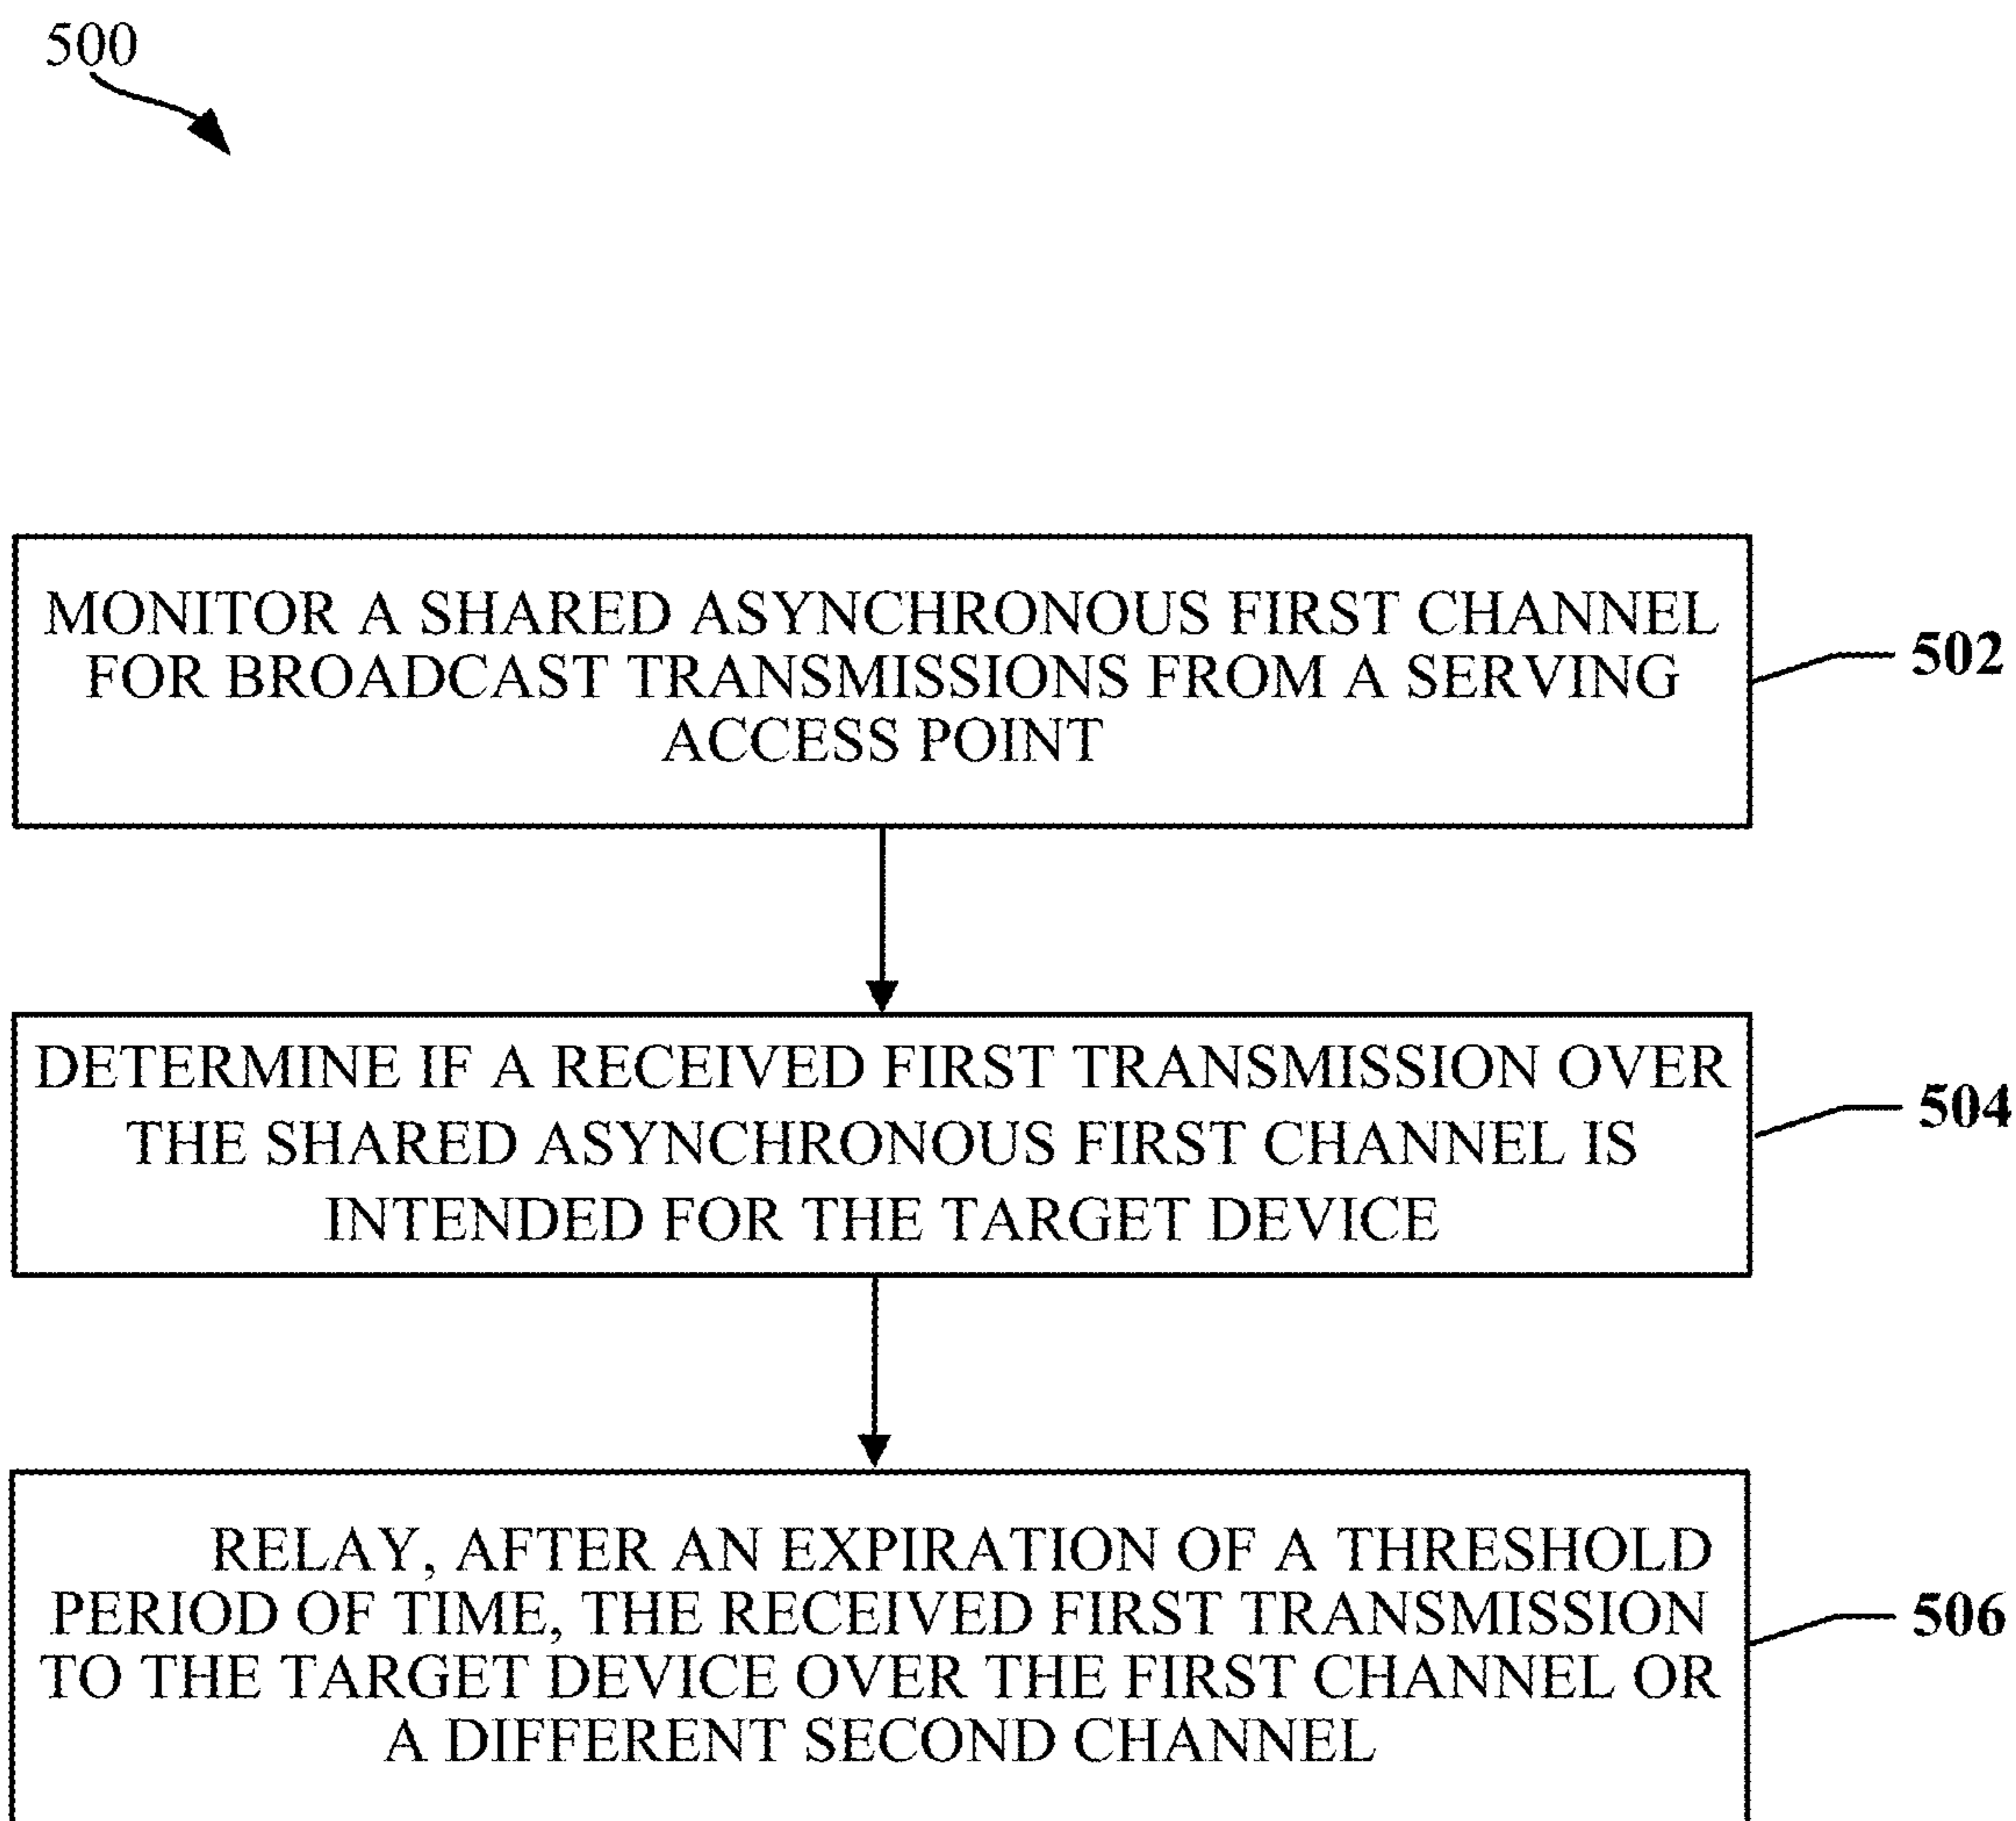 500
MONITOR A SHARED ASYNCHRONOUS FIRST CHANNEL
FOR BROADCAST TRANSMISSIONS FROM A SERVING
ACCESS POINT
502
DETERMINE IF A RECEIVED FIRST TRANSMISSION OVER
THE SHARED ASYNCHRONOUS FIRST CHANNEL IS
INTENDED FOR THE TARGET DEVICE
504
RELAY, AFTER AN EXPIRATION OF A THRESHOLD
PERIOD OF TIME, THE RECEIVED FIRST TRANSMISSION
TO THE TARGET DEVICE OVER THE FIRST CHANNEL OR
A DIFFERENT SECOND CHANNEL
506